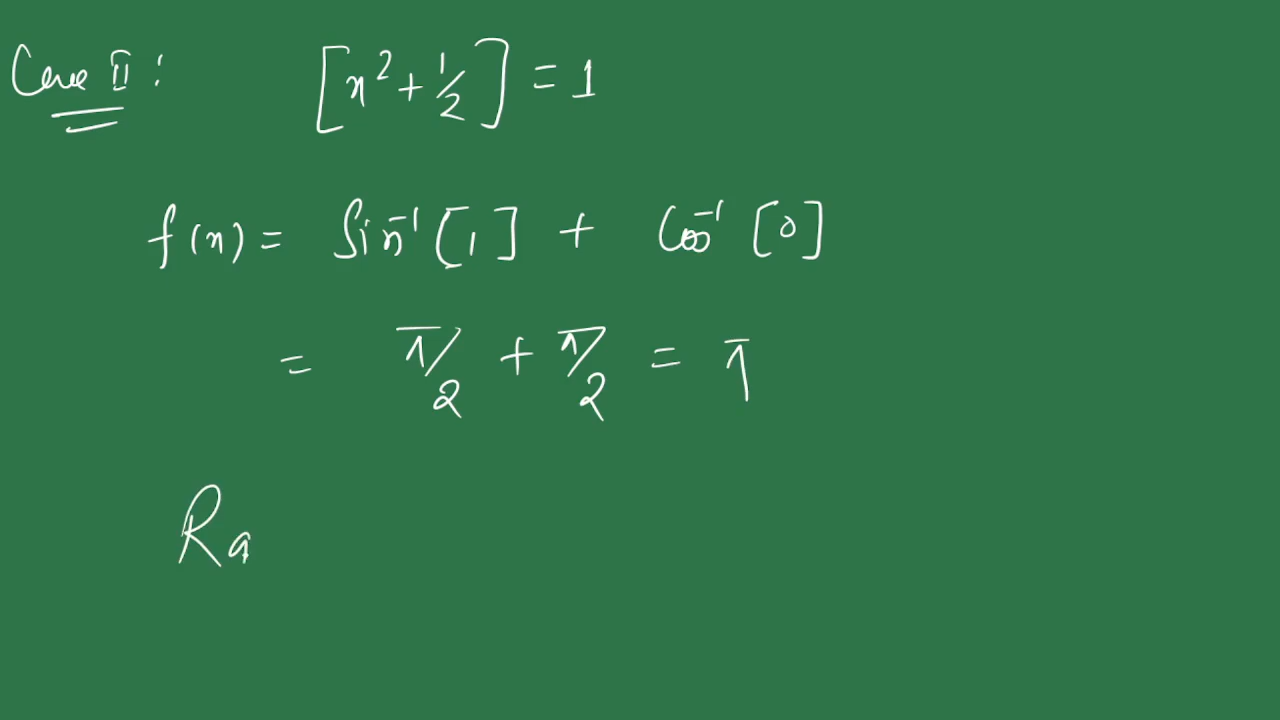 Case II : [x² + 1/2] = 1
f(x) = Sin⁻¹ [1] + Cos⁻¹ [0]
= π/2 + π/2 = π
Ra